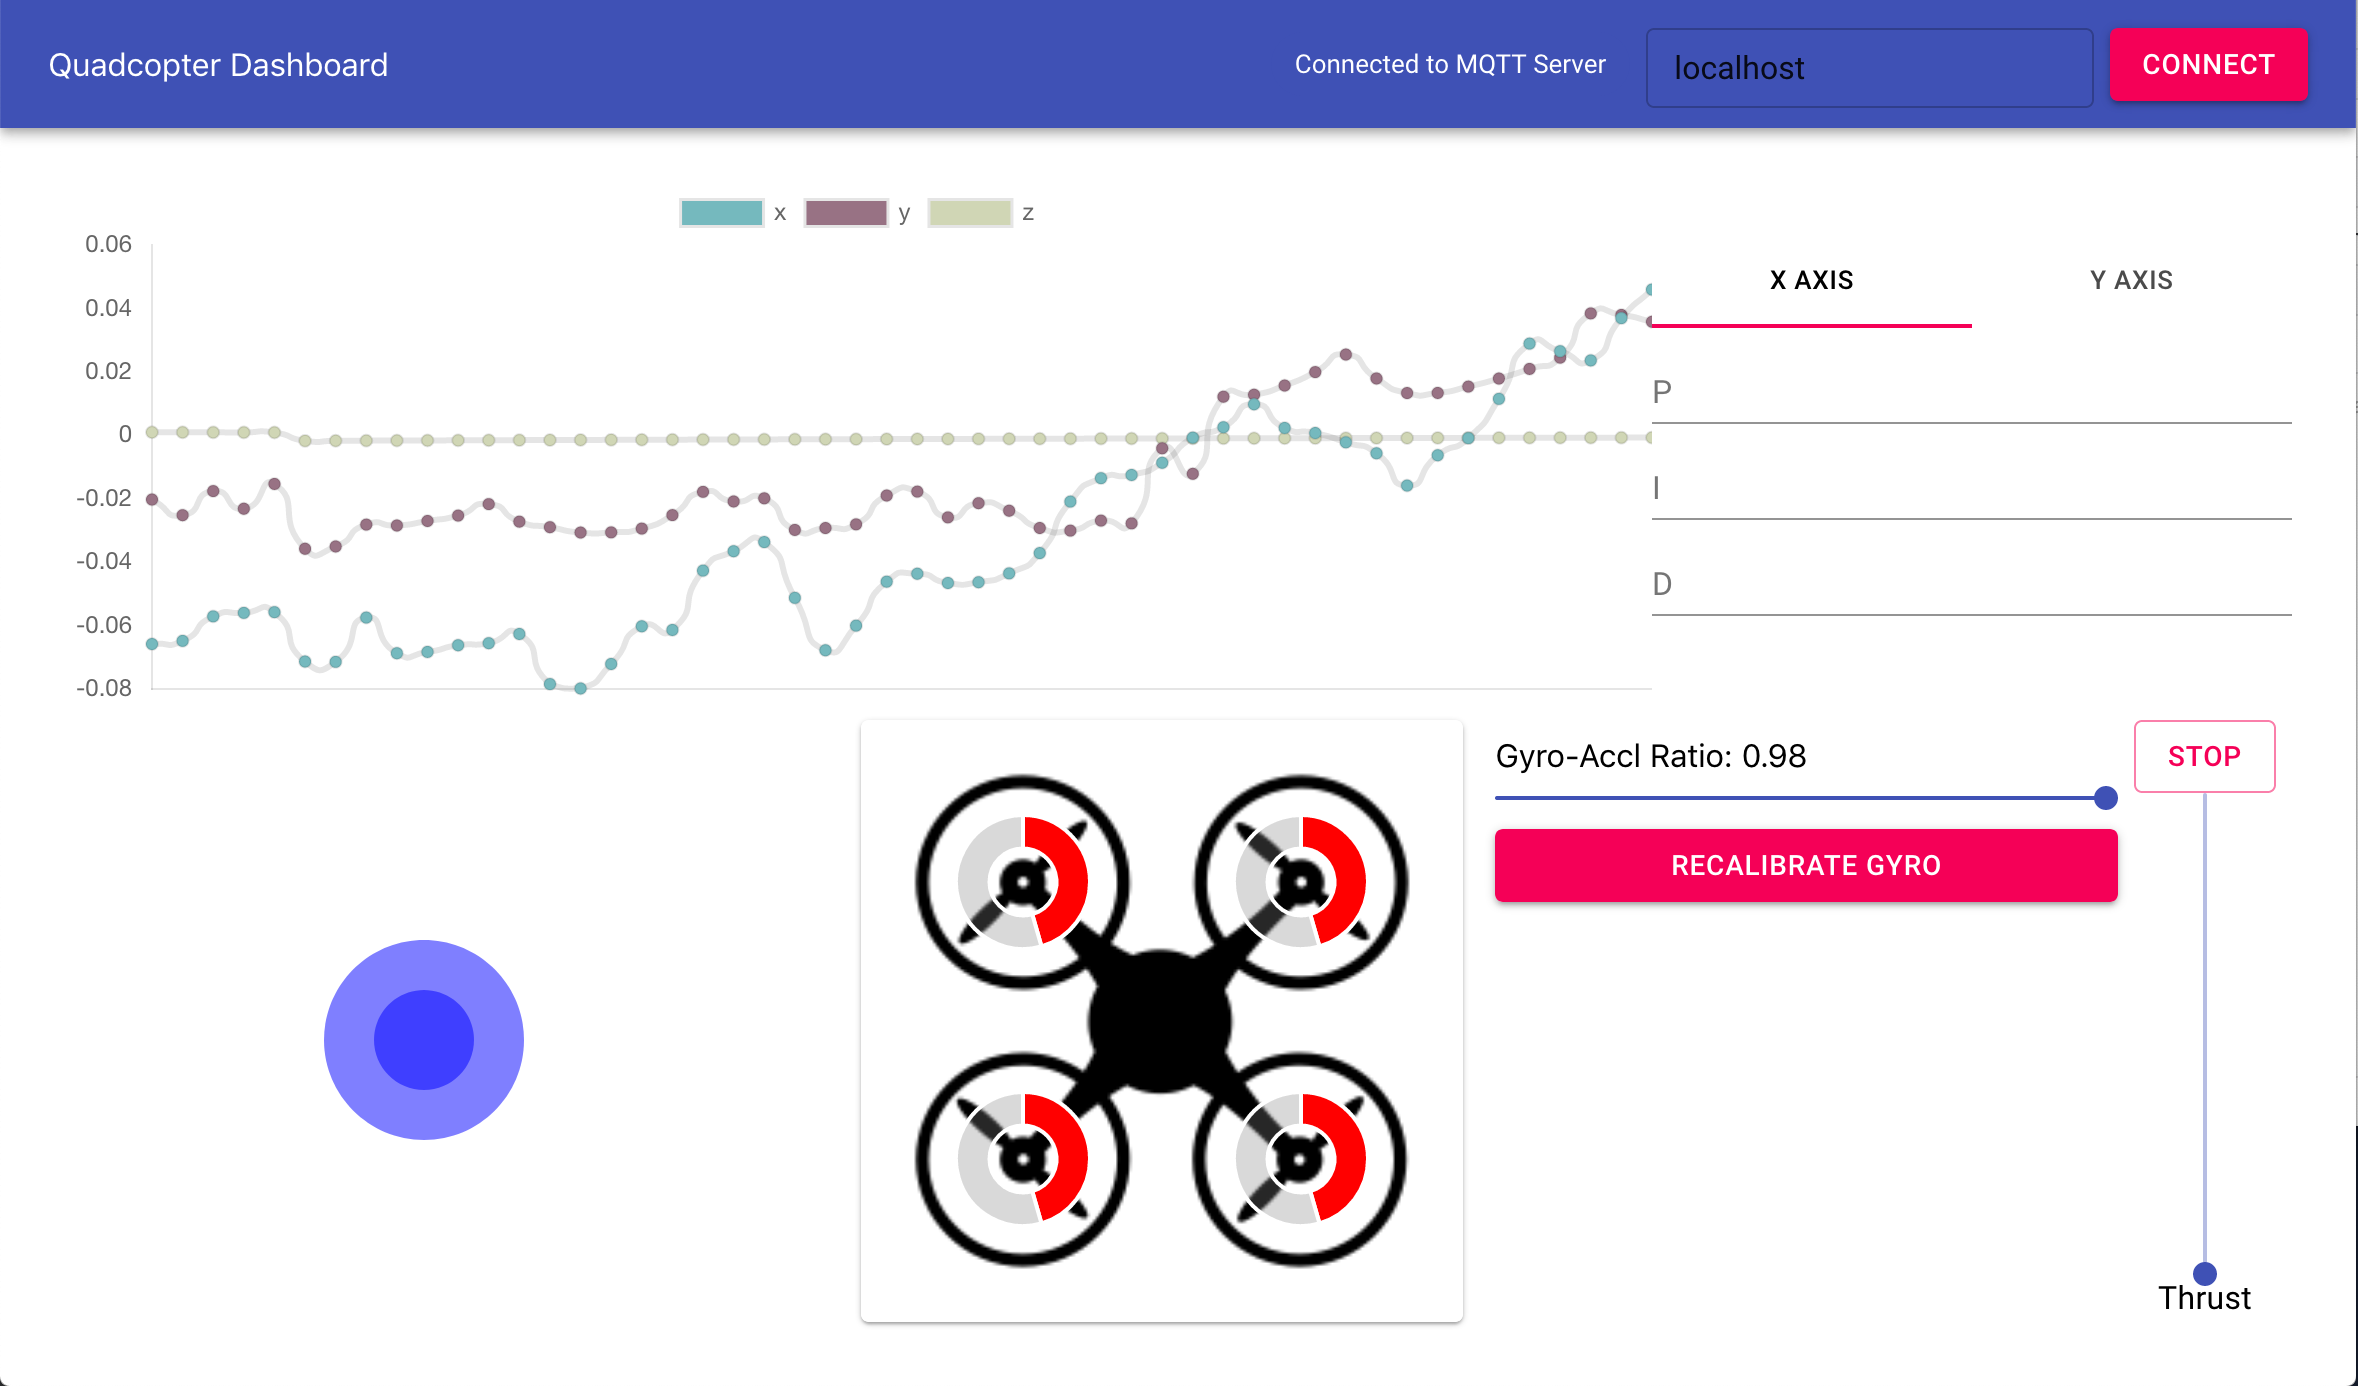 Quadcopter Dashboard
Connected to MQTT Server
localhost
CONNECT
x y z
0.06
0.04
0.02
0
-0.02
-0.04
-0.06
-0.08
X AXIS
Y AXIS
P
I
D
Gyro-Accl Ratio: 0.98
STOP
RECALIBRATE GYRO
Thrust